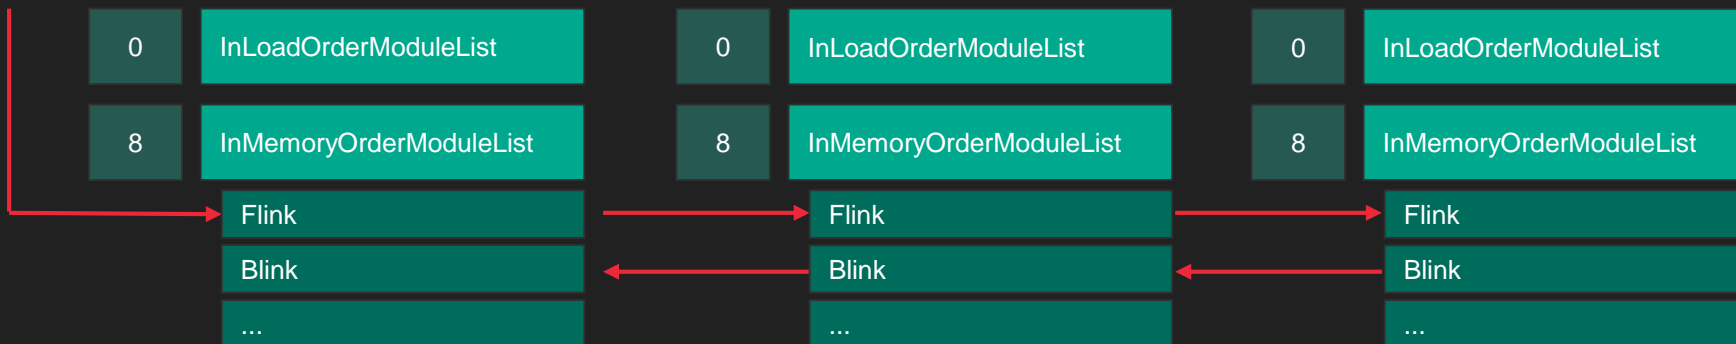 0 InLoadOrderModuleList 0 InLoadOrderModuleList 0 InLoadOrderModuleList
8 InMemoryOrderModuleList 8 InMemoryOrderModuleList 8 InMemoryOrderModuleList
Flink Flink Flink
Blink Blink Blink
... ... ...